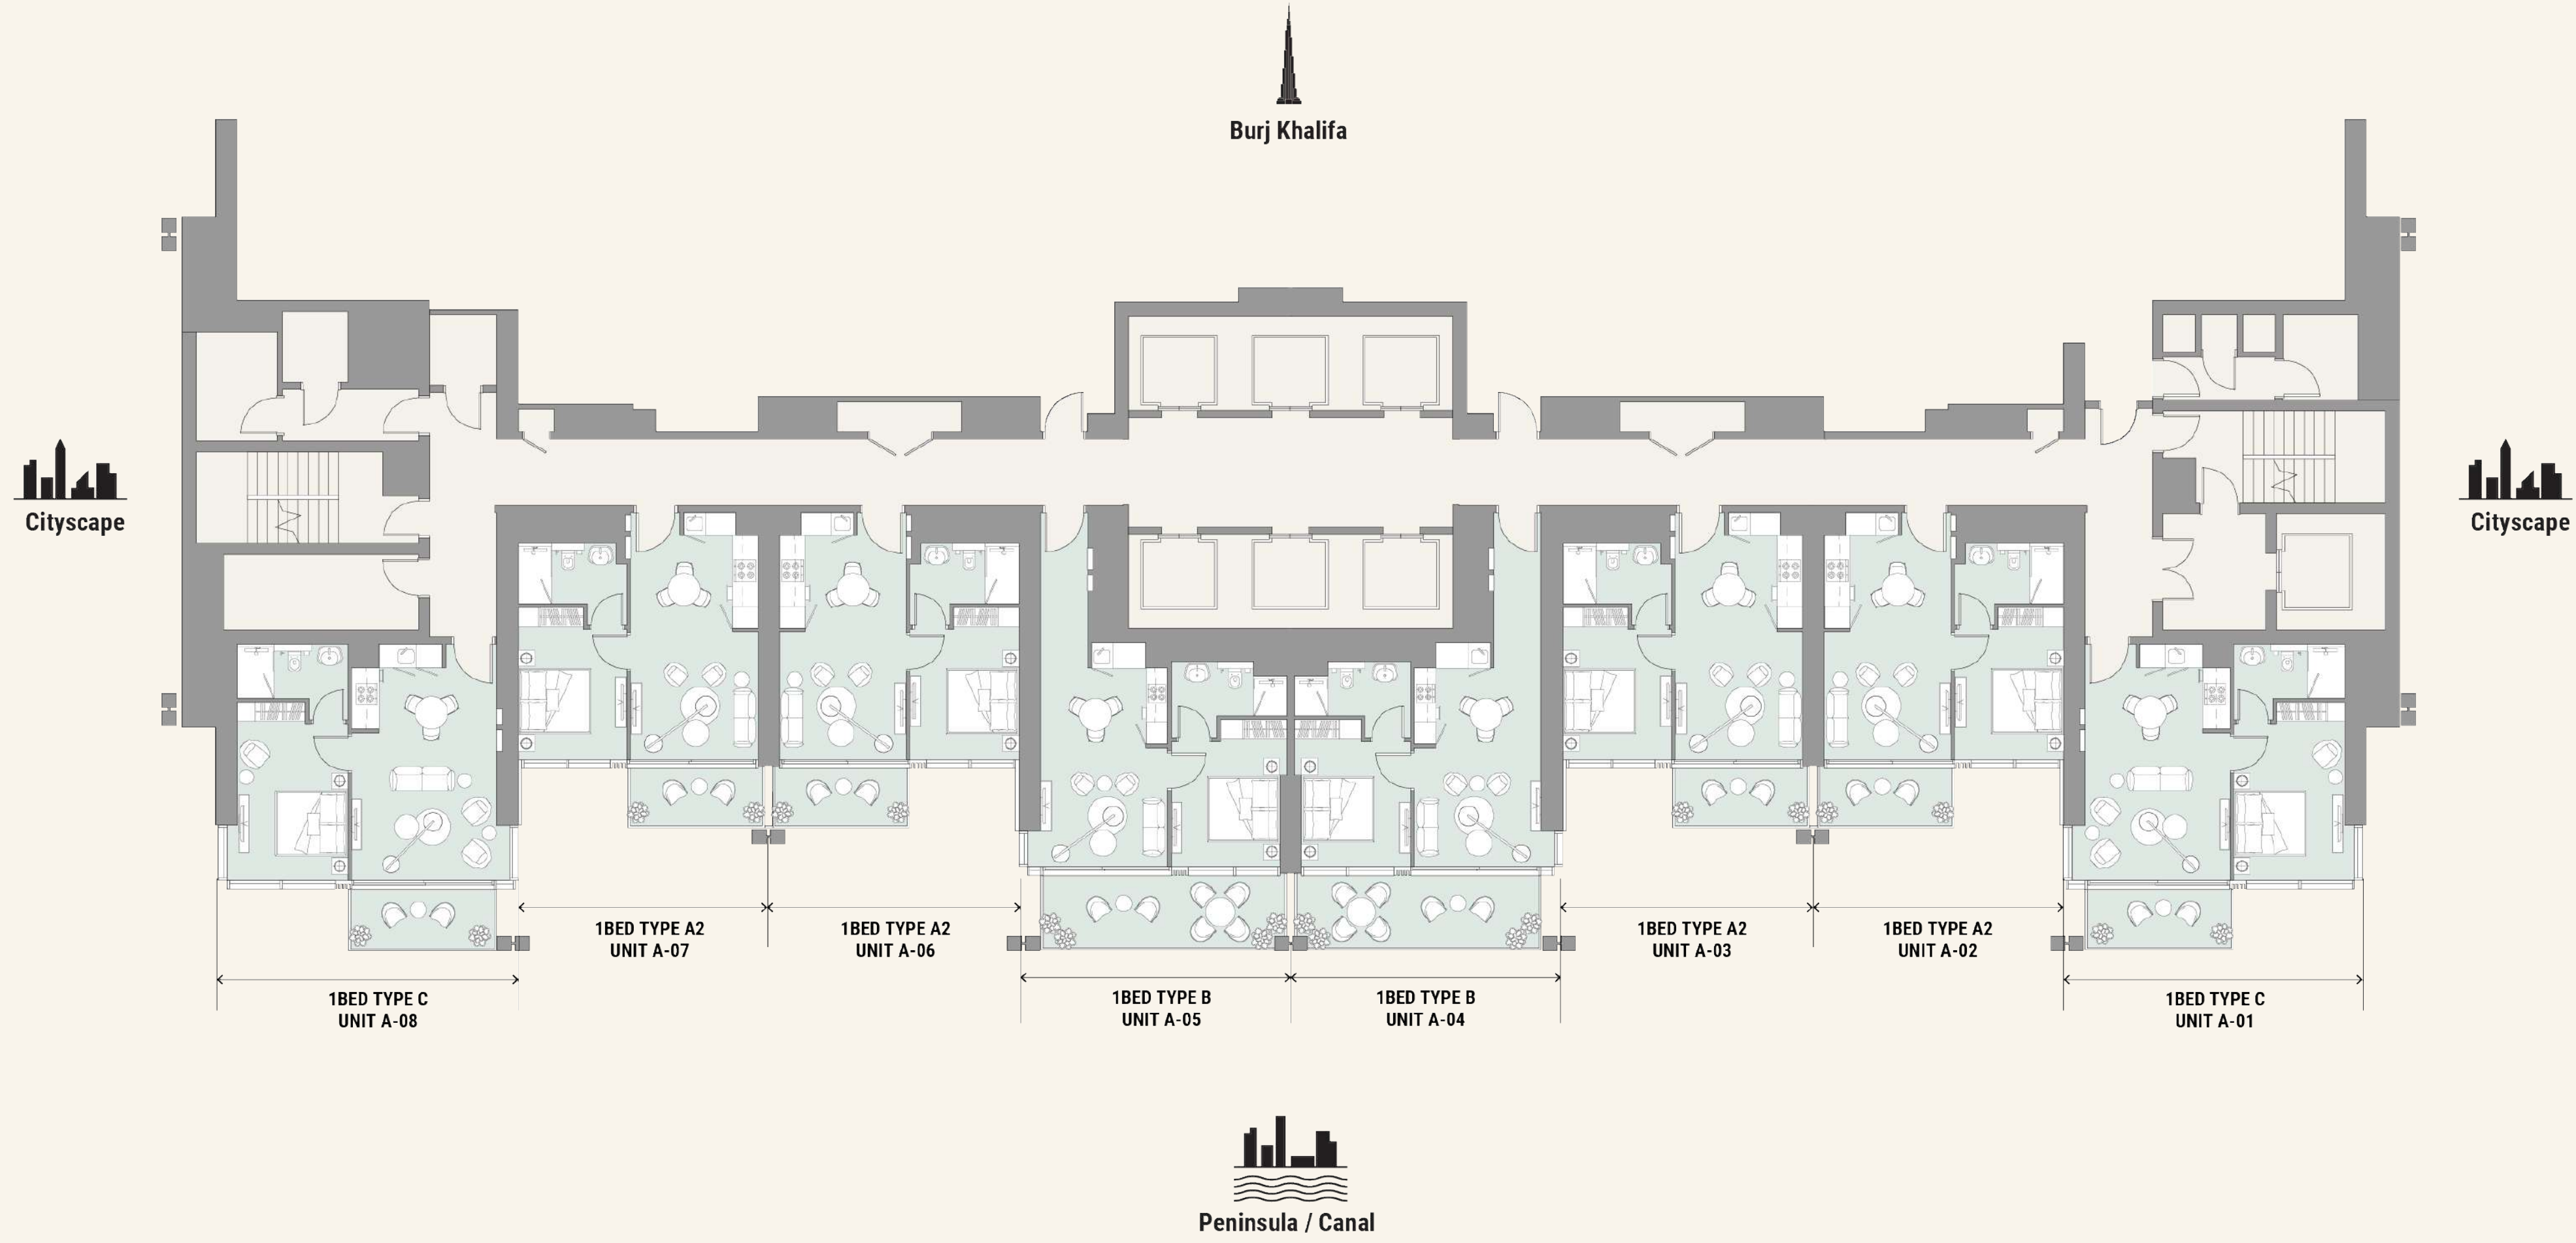 Burj Khalifa
Cityscape
Cityscape
1BED TYPE A2
UNIT A-07
1BED TYPE A2
UNIT A-06
1BED TYPE A2
UNIT A-03
1BED TYPE A2
UNIT A-02
1BED TYPE C
UNIT A-08
1BED TYPE B
UNIT A-05
1BED TYPE B
UNIT A-04
1BED TYPE C
UNIT A-01
Peninsula / Canal